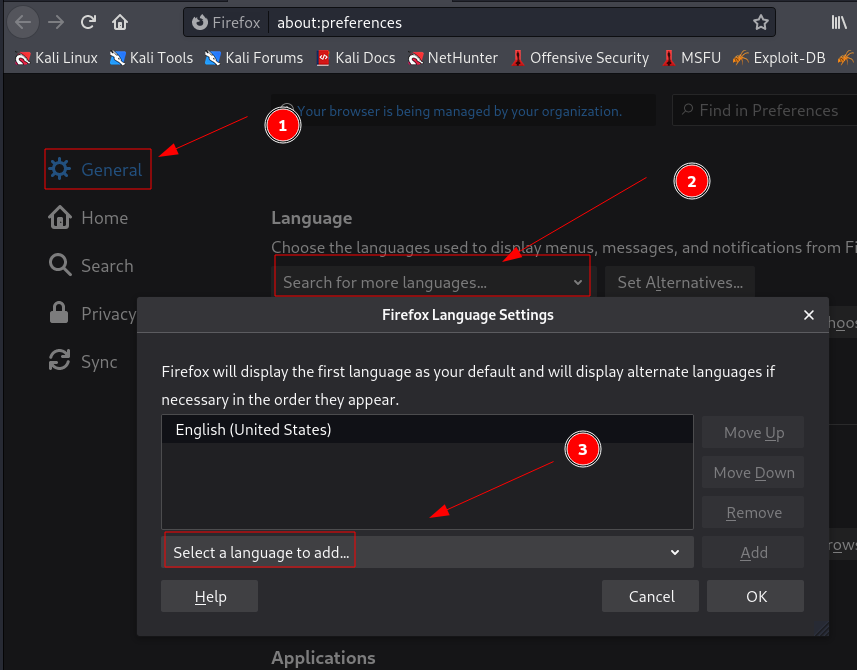 Firefox about:preferences
Kali Linux Kali Tools Kali Forums Kali Docs NetHunter Offensive Security MSFU Exploit-DB
Your browser is being managed by your organization. Find in Preferences
1
General
2
Home
Language
Choose the languages used to display menus, messages, and notifications from Fi
Search
Search for more languages... Set Alternatives...
Privacy
Firefox Language Settings
hoos
Sync
Firefox will display the first language as your default and will display alternate languages if
necessary in the order they appear.
English (United States)
Move Up
3
Move Down
Remove
Select a language to add... Add
rows
Help Cancel OK
Applications